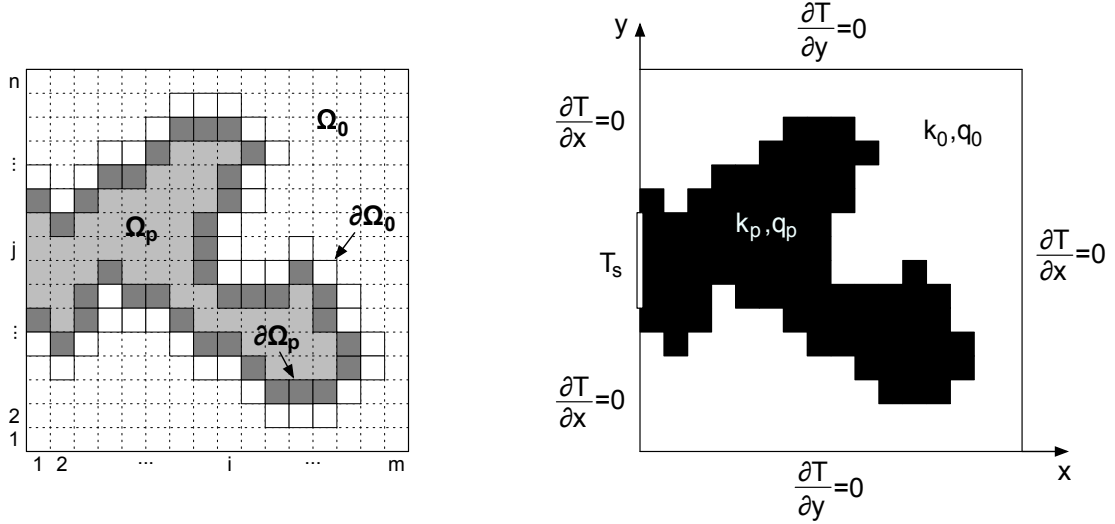 n
⋮
j
⋮
2
1
1 2 ... i ... m
Ω₀
Ωₚ
∂Ω₀
∂Ωₚ
y
∂T/∂y=0
∂T/∂x=0
k₀,q₀
kₚ,qₚ
Tₛ
∂T/∂x=0
∂T/∂x=0
x
∂T/∂y=0